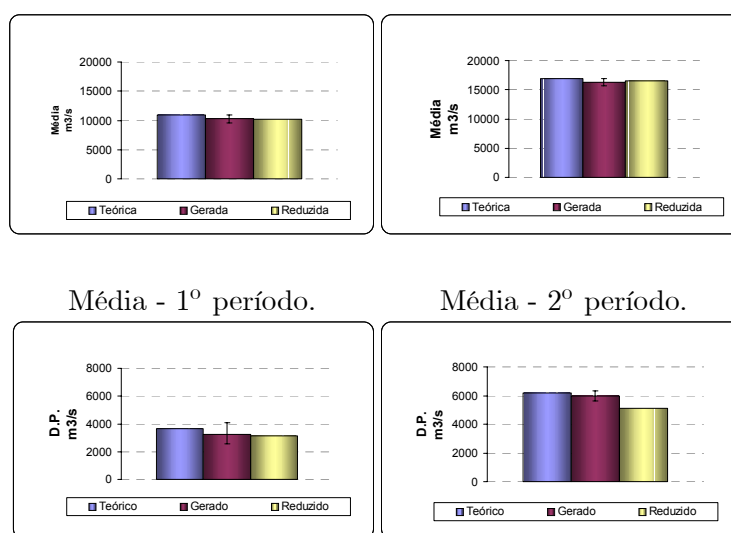 20000
15000
10000
5000
0
Média
m3/s
Teórica Gerada Reduzida
20000
15000
10000
5000
0
Média
m3/s
Teórica Gerada Reduzida
Média - 1º período.
Média - 2º período.
8000
6000
4000
2000
0
D.P.
m3/s
Teórico Gerado Reduzido
8000
6000
4000
2000
0
D.P.
m3/s
Teórico Gerado Reduzido